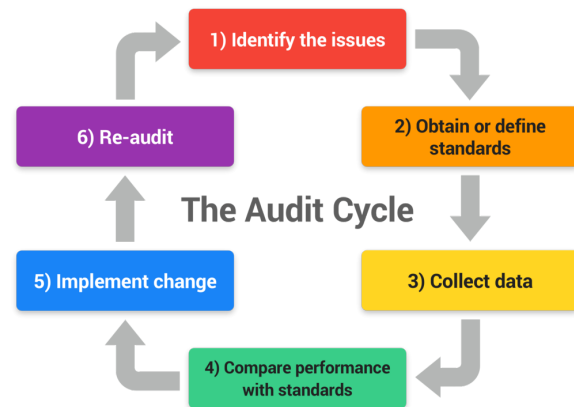 1) Identify the issues
2) Obtain or define
standards
3) Collect data
4) Compare performance
with standards
5) Implement change
6) Re-audit
The Audit Cycle